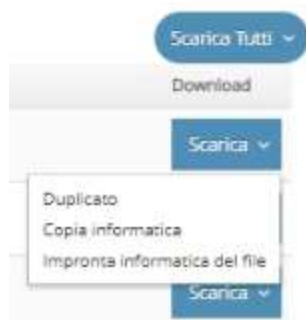 Scarica Tutti
Download
Scarica
Duplicato
Copia informatica
Impronta informatica del file
Scarica